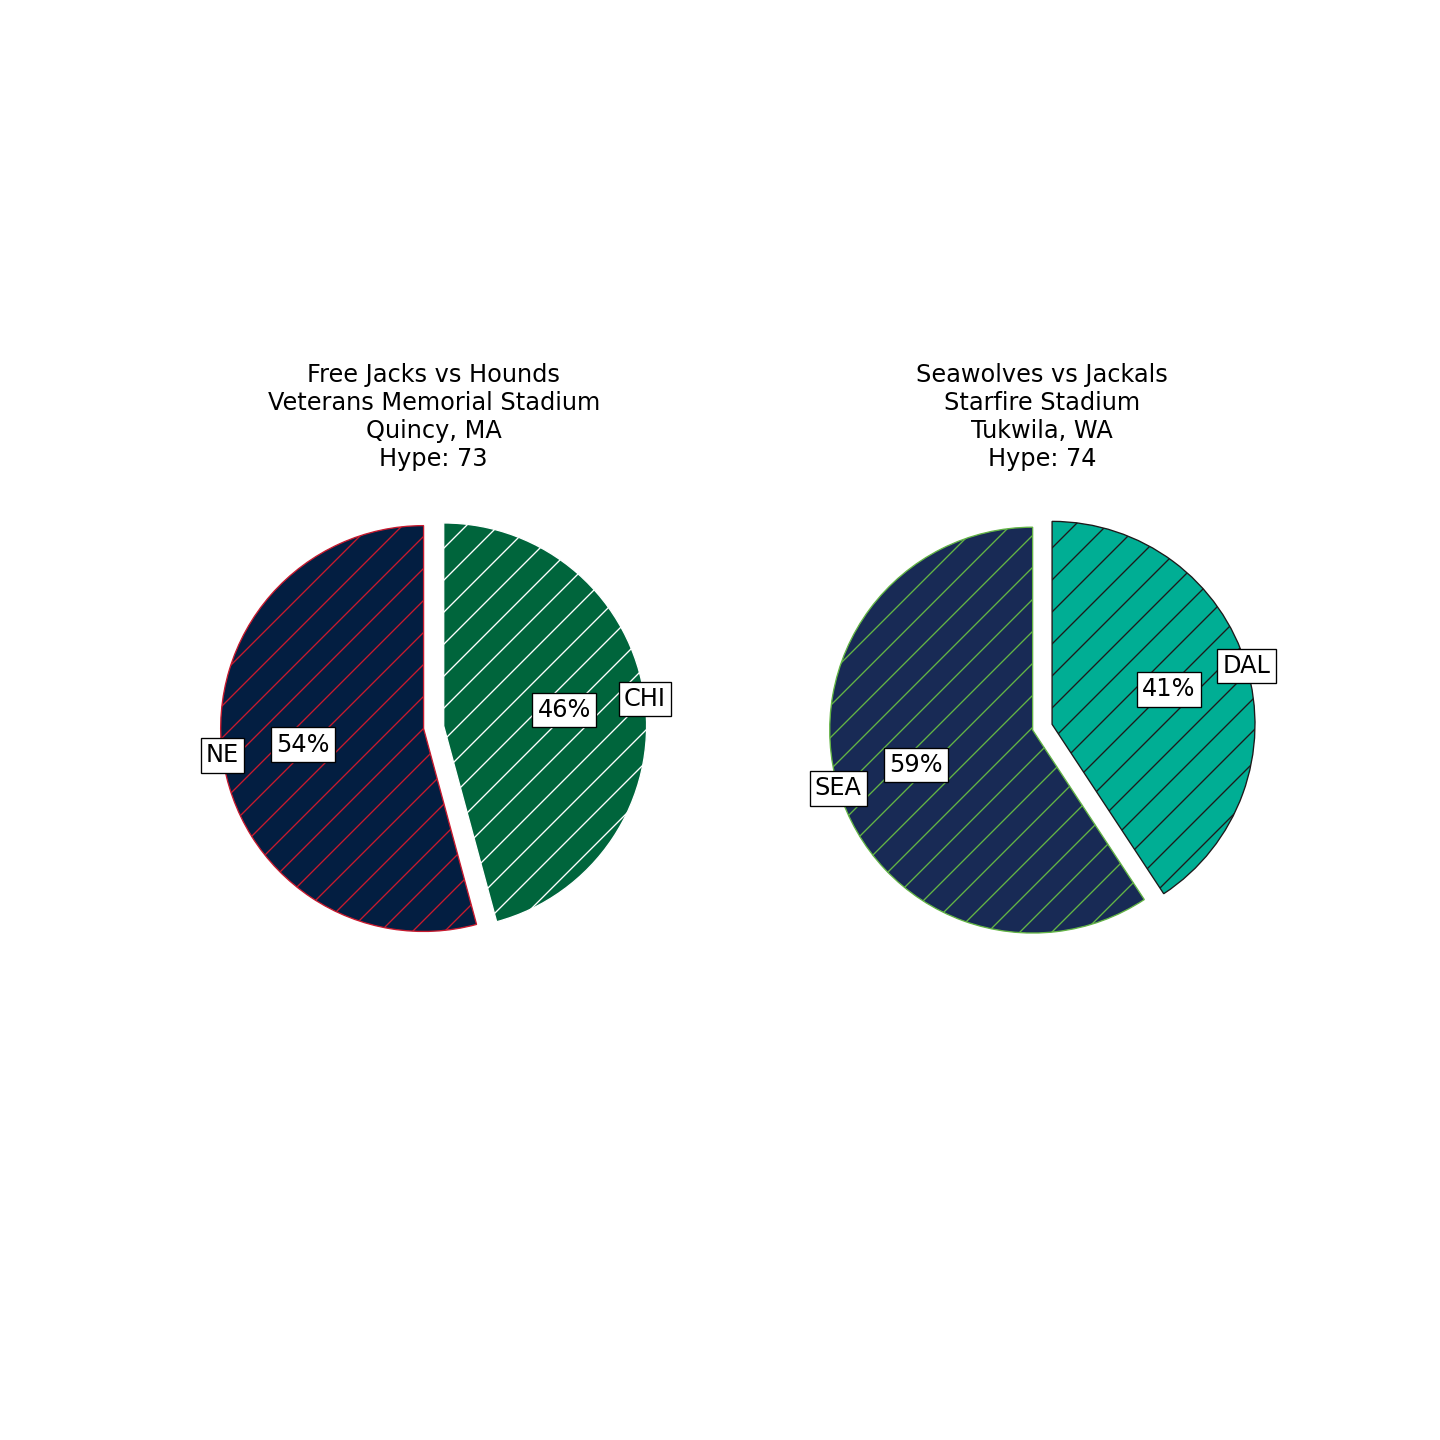 Free Jacks vs Hounds
Veterans Memorial Stadium
Quincy, MA
Hype: 73
NE
54%
46%
CHI
Seawolves vs Jackals
Starfire Stadium
Tukwila, WA
Hype: 74
SEA
59%
41%
DAL